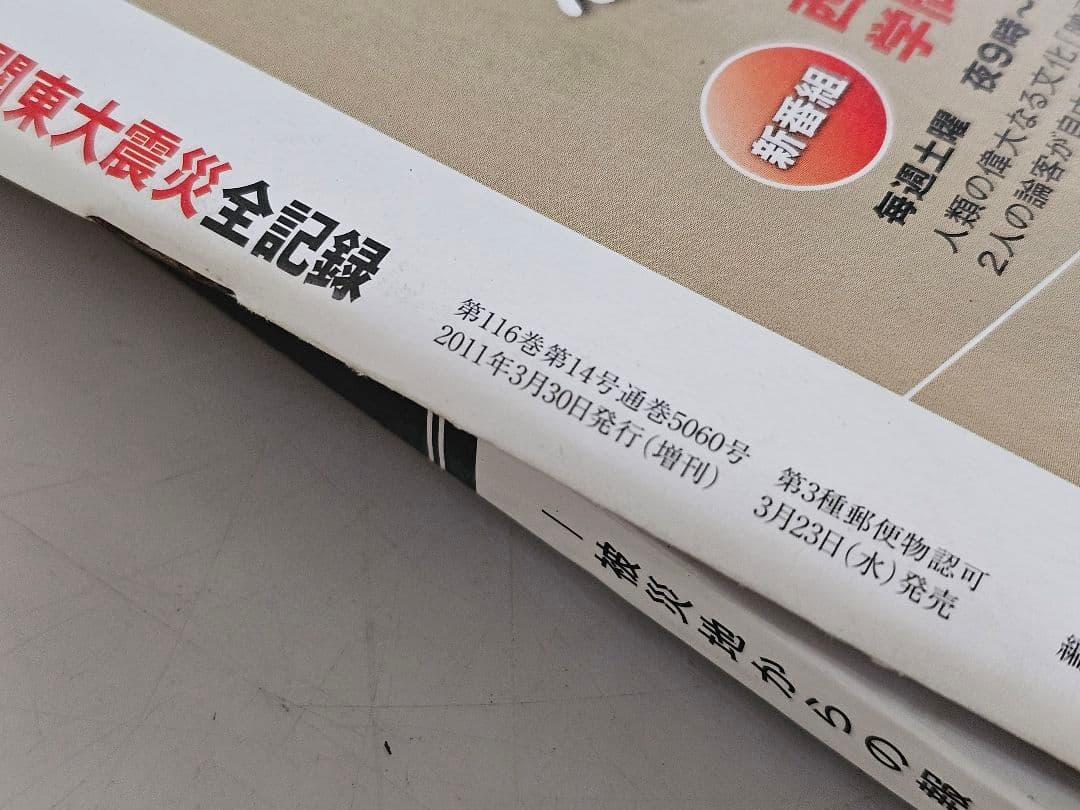 関東大震災全記録
第116巻第14号通巻5060号 第3種郵便物認可
2011年3月30日発行(増刊) 3月23日(水)発売
編
新番組
毎週土曜 夜9時~
人類の偉大なる文化「
2人の論客が自由
―被災地からの